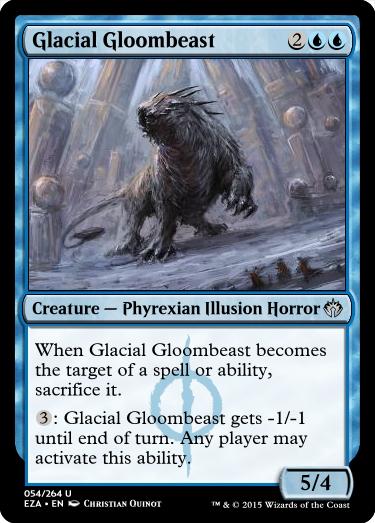 Glacial Gloombeast 2
Creature — Phyrexian Illusion Horror
When Glacial Gloombeast becomes
the target of a spell or ability,
sacrifice it.
3: Glacial Gloombeast gets -1/-1
until end of turn. Any player may
activate this ability.
5/4
054/264 U
EZA • EN Christian Quinot
™ & © 2015 Wizards of the Coast